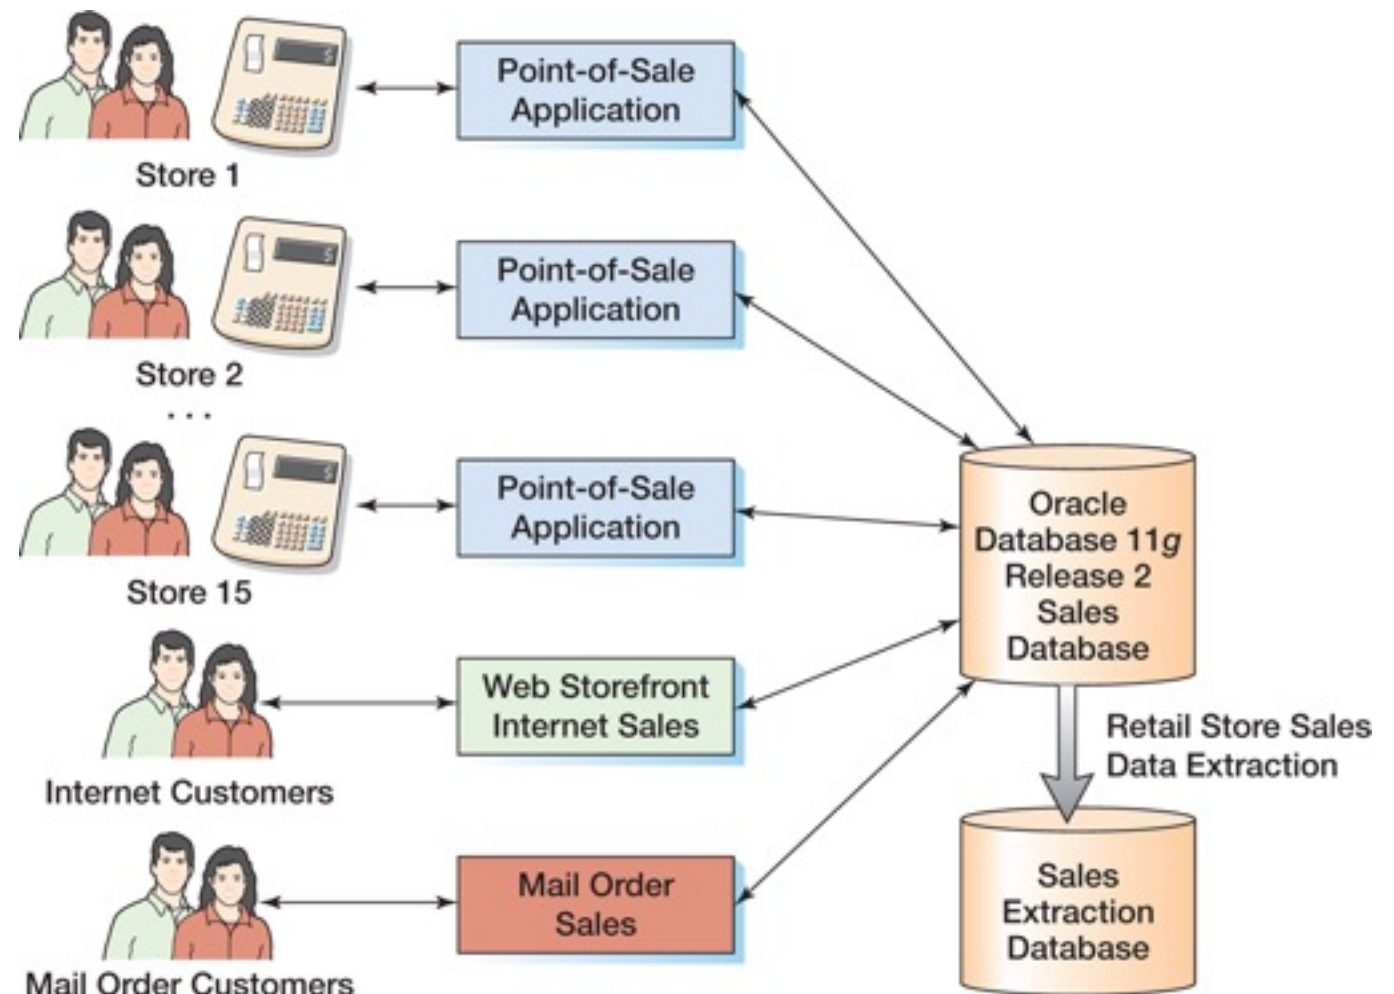 Point-of-Sale
Application
Store 1
Point-of-Sale
Application
Store 2
. . .
Point-of-Sale
Application
Store 15
Oracle
Database 11g
Release 2
Sales
Database
Web Storefront
Internet Sales
Internet Customers
Retail Store Sales
Data Extraction
Mail Order
Sales
Mail Order Customers
Sales
Extraction
Database